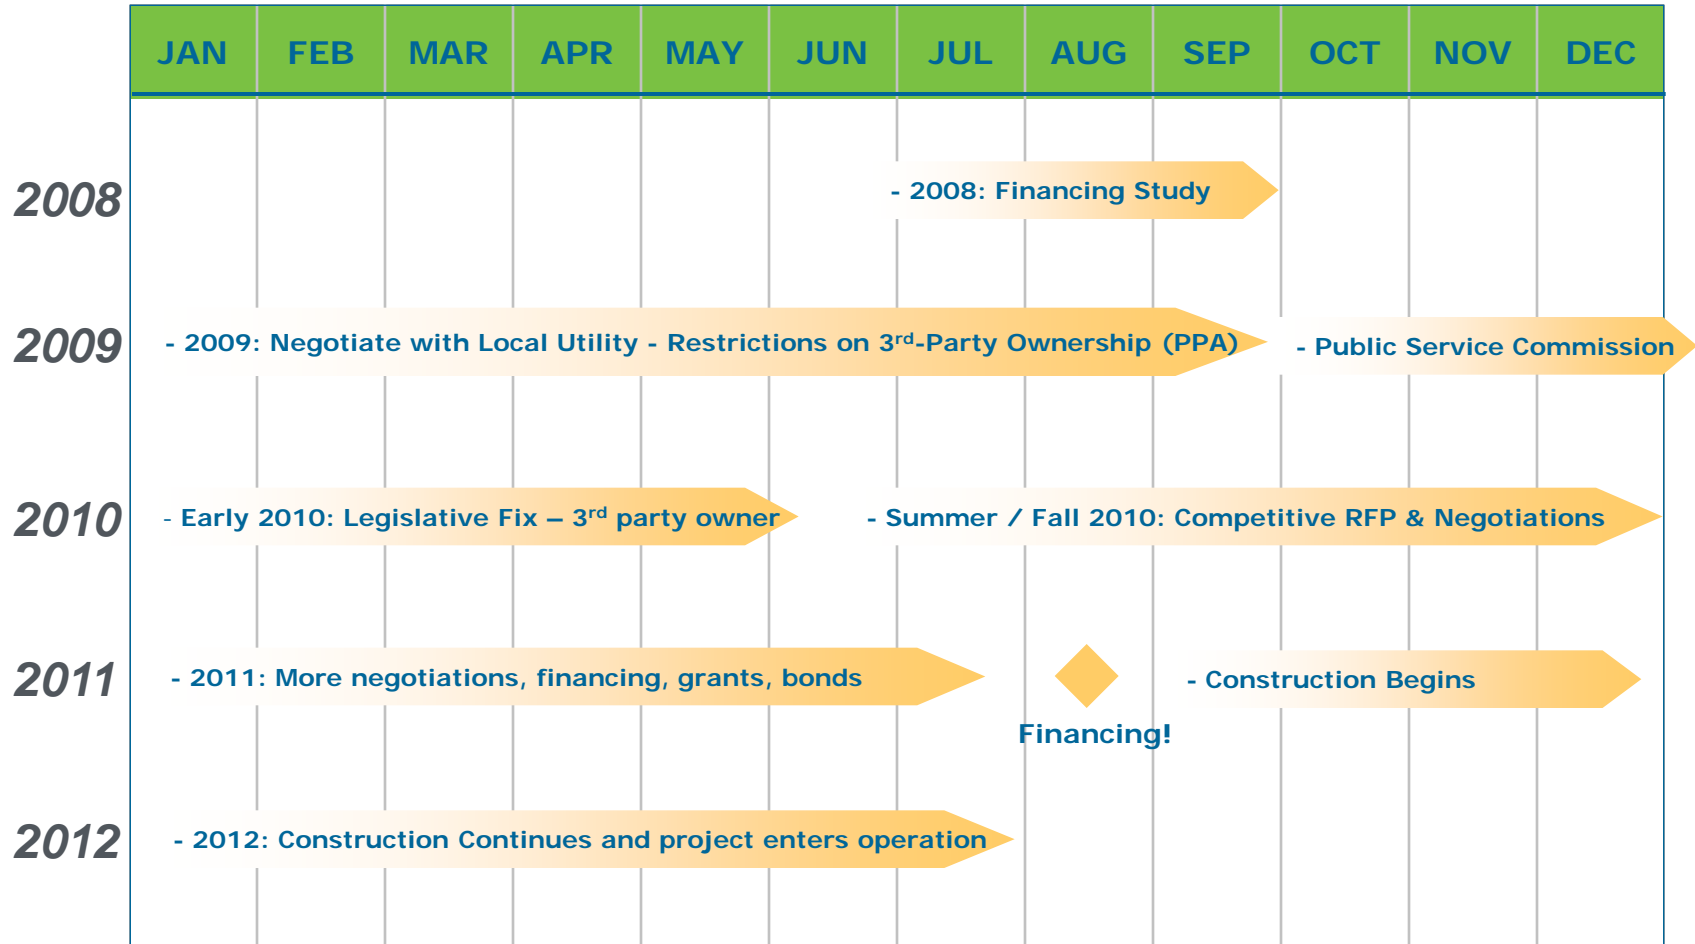 JAN FEB MAR APR MAY JUN JUL AUG SEP OCT NOV DEC
2008
- 2008: Financing Study
2009
- 2009: Negotiate with Local Utility - Restrictions on 3rd-Party Ownership (PPA)
- Public Service Commission
2010
- Early 2010: Legislative Fix – 3rd party owner
- Summer / Fall 2010: Competitive RFP & Negotiations
2011
- 2011: More negotiations, financing, grants, bonds
Financing!
- Construction Begins
2012
- 2012: Construction Continues and project enters operation